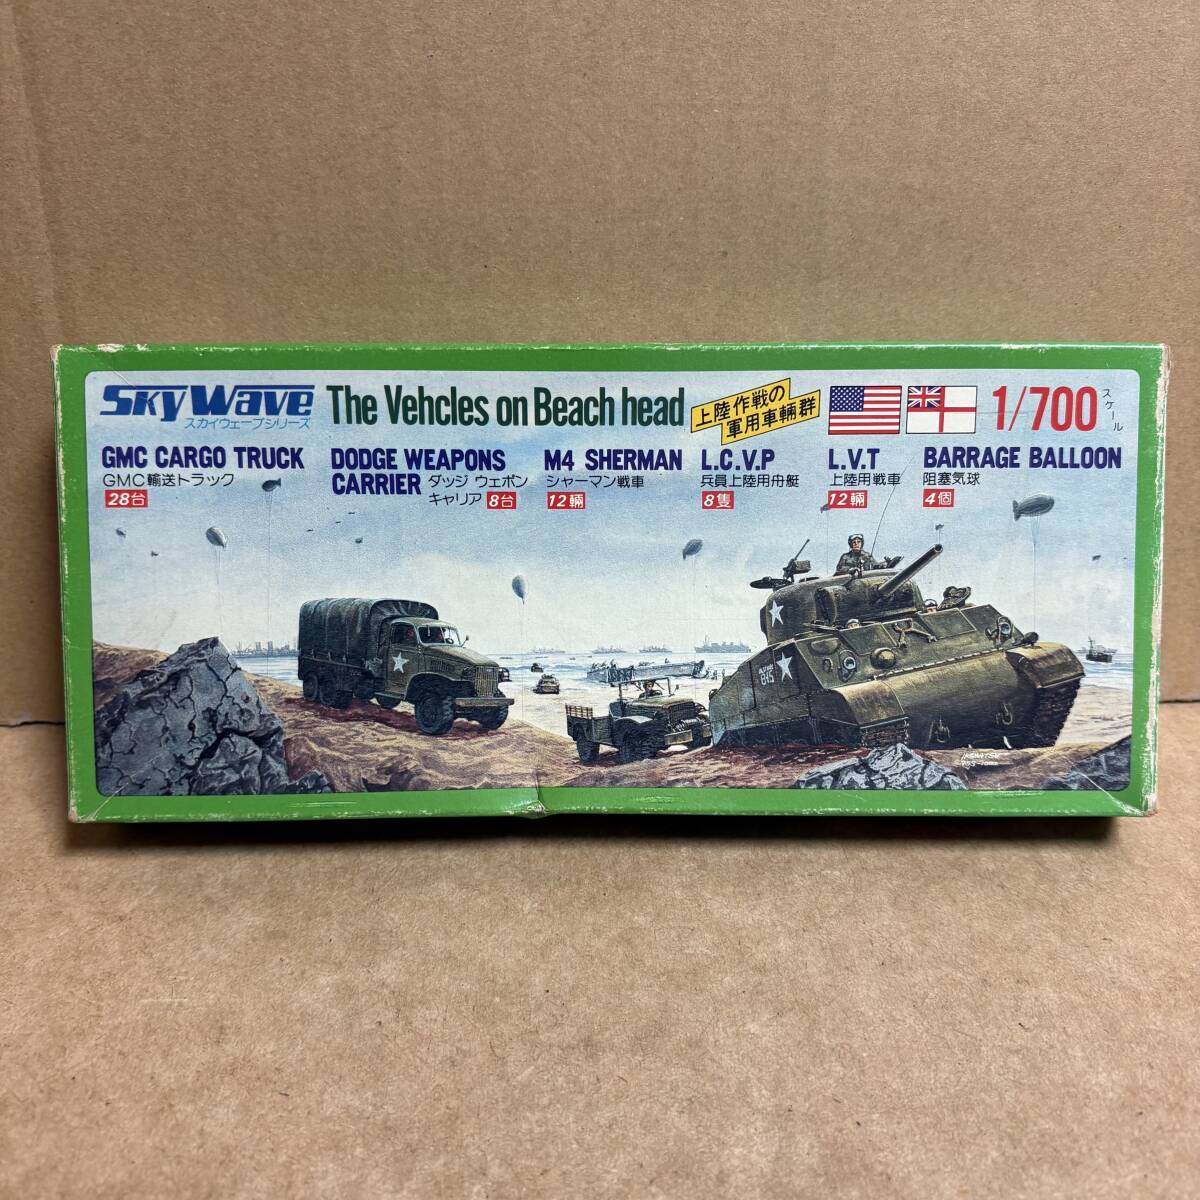 SKYWAVE
スカイウェーブシリーズ
The Vehcles on Beach head
上陸作戦の
軍用車輛群
1/700
スケール
GMC CARGO TRUCK
GMC輸送トラック
28台
DODGE WEAPONS
CARRIER ダッジ ウェポン
キャリア 8台
M4 SHERMAN
シャーマン戦車
12輛
L.C.V.P
兵員上陸用舟艇
8隻
L.V.T
上陸用戦車
12輛
BARRAGE BALLOON
阻塞気球
4個